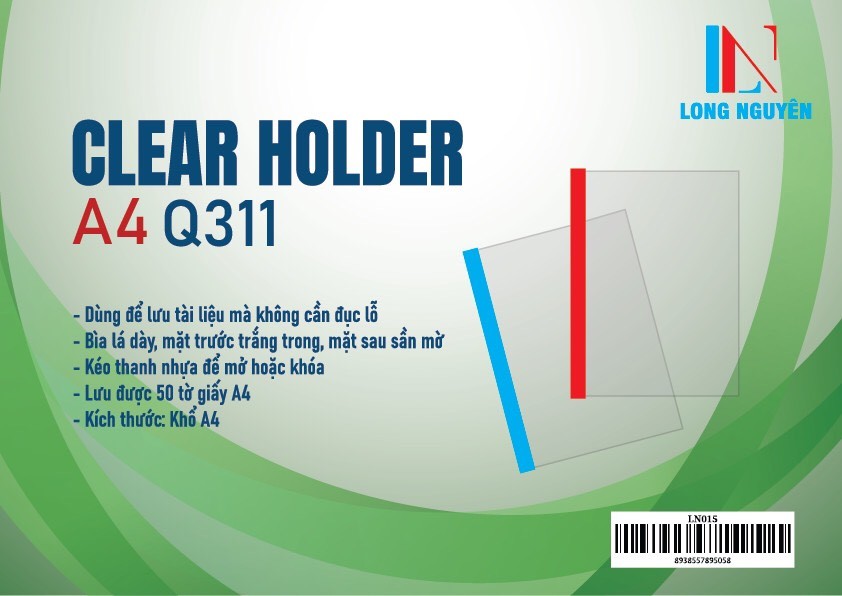 LONG NGUYÊN
CLEAR HOLDER
A4 Q311
- Dùng để lưu tài liệu mà không cần đục lỗ
- Bìa lá dày, mặt trước trắng trong, mặt sau sần mờ
- Kéo thanh nhựa để mở hoặc khóa
- Lưu được 50 tờ giấy A4
- Kích thước: Khổ A4
LN015
8938557895058